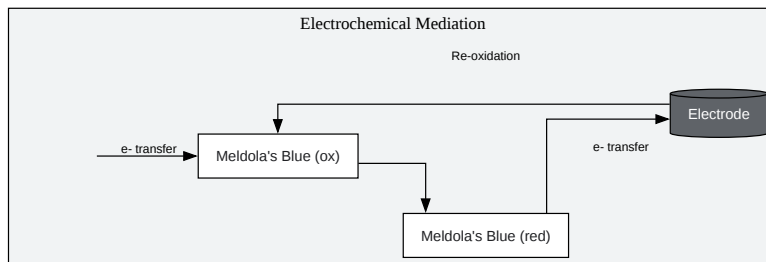 Electrochemical Mediation
Re-oxidation
Electrode
e- transfer
Meldola's Blue (ox)
e- transfer
Meldola's Blue (red)